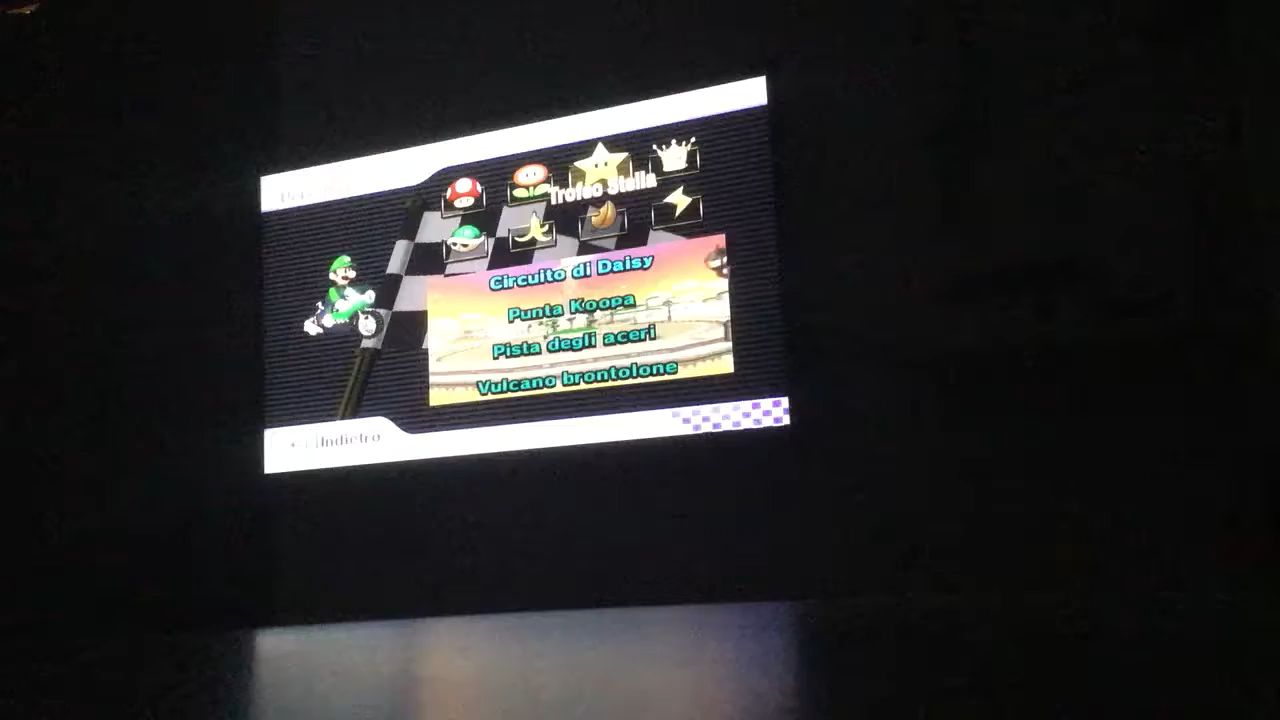 Trofeo Stella
Circuito di Daisy
Punta Koopa
Pista degli aceri
Vulcano brontolone
Indietro